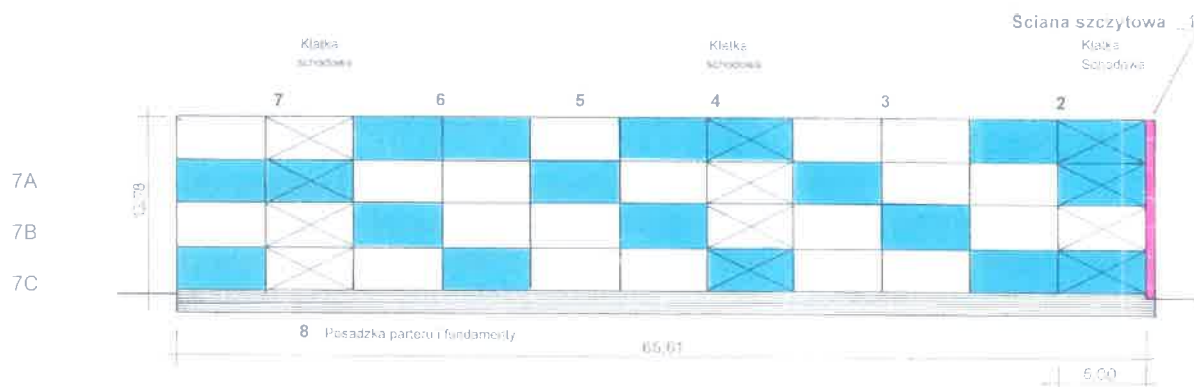 Ściana szczytowa
Klatka
schodowa
Klatka
schodowa
Klatka
Schodowa
7
6
5
4
3
2
7A
7B
7C
8 Posadzka parteru i fundamenty
65,61
5,00